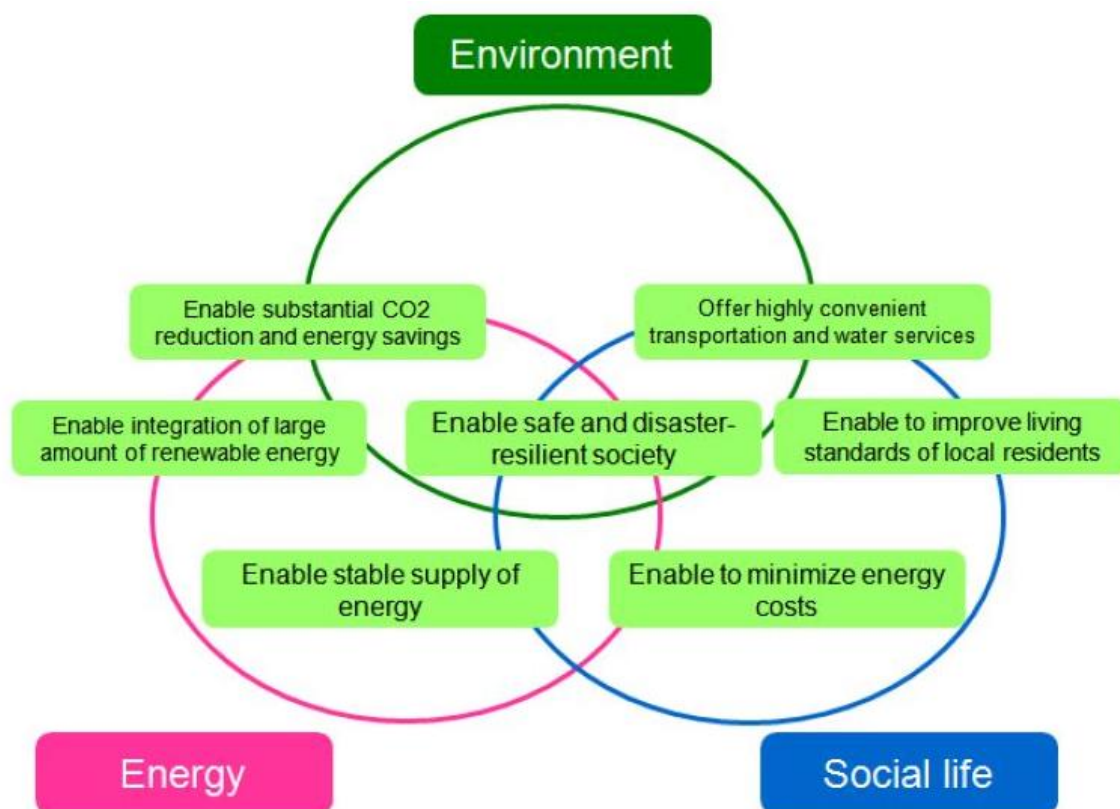 Environment
Enable substantial CO2
reduction and energy savings
Offer highly convenient
transportation and water services
Enable integration of large
amount of renewable energy
Enable safe and disaster-
resilient society
Enable to improve living
standards of local residents
Enable stable supply of
energy
Enable to minimize energy
costs
Energy
Social life